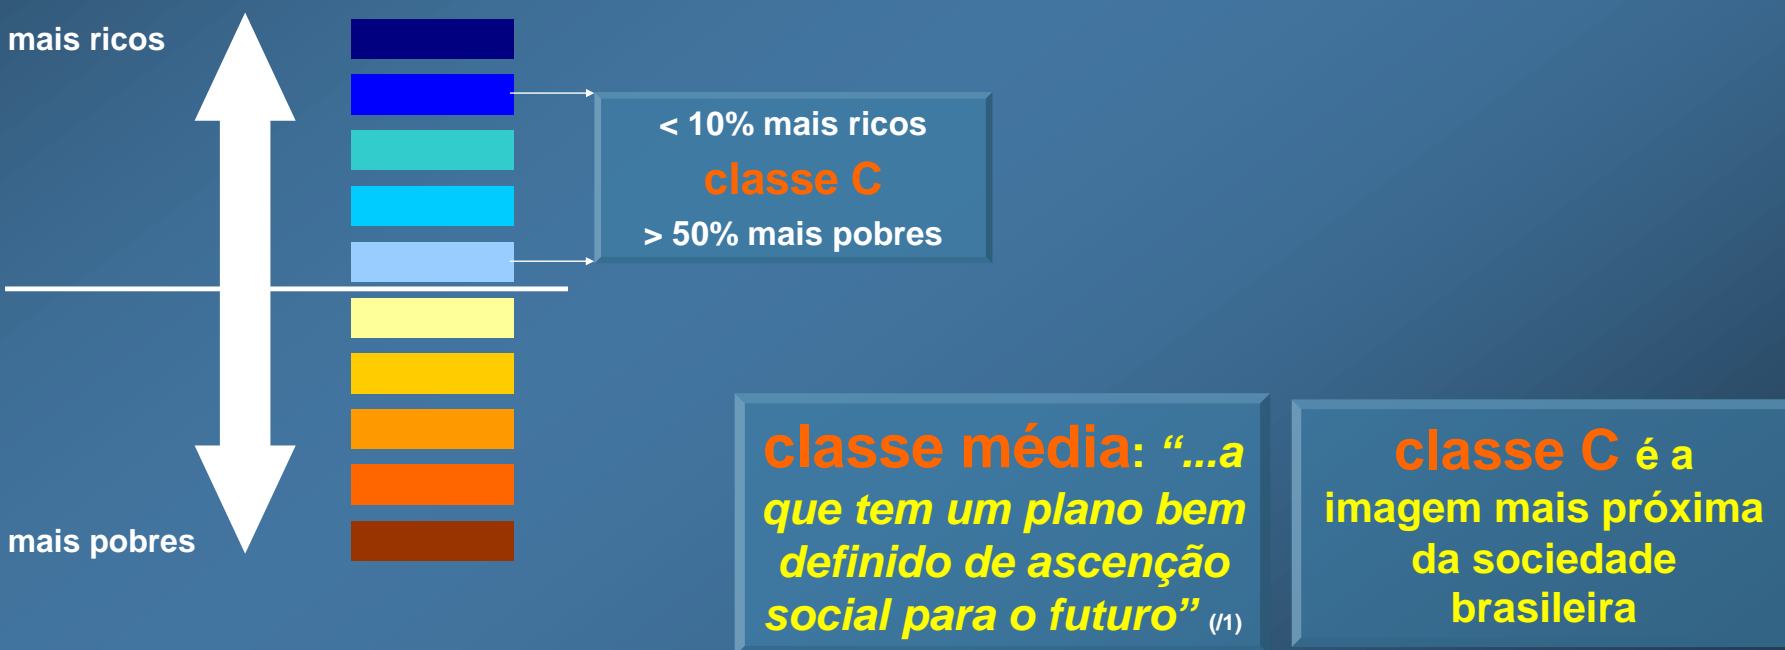 mais ricos
< 10% mais ricos
classe C
> 50% mais pobres
mais pobres
classe média: “...a
que tem um plano bem
definido de ascenção
social para o futuro” (/1)
classe C é a
imagem mais próxima
da sociedade
brasileira